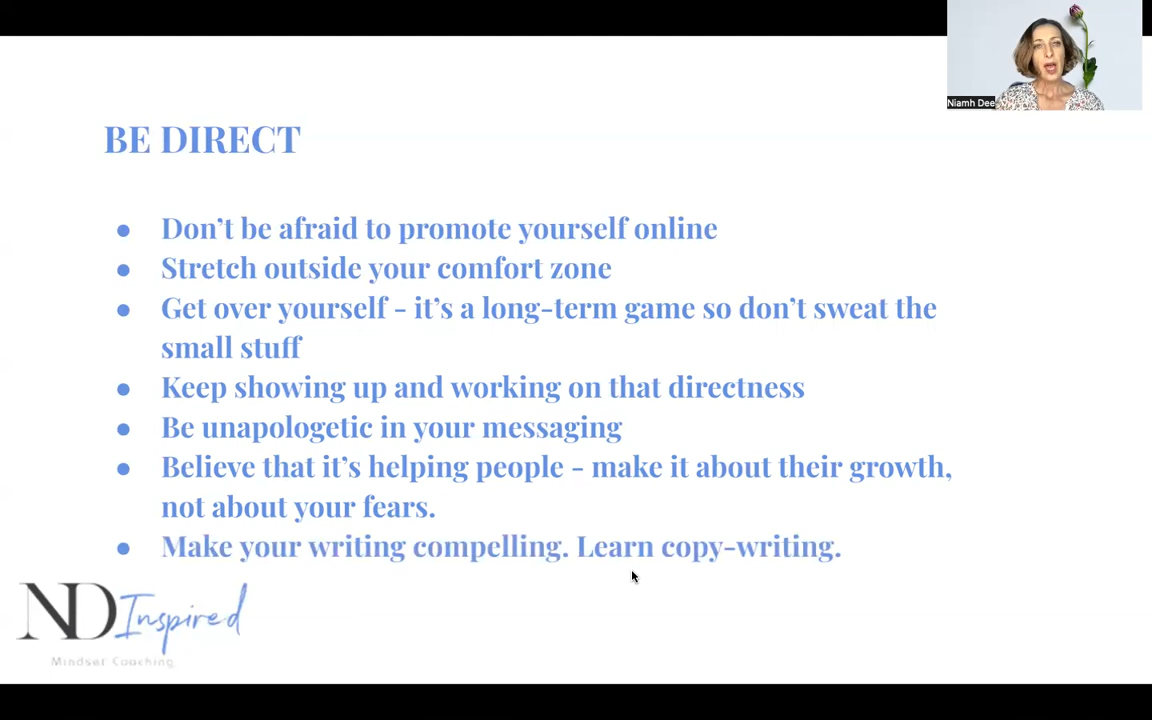 Niamh Dee
BE DIRECT
● Don’t be afraid to promote yourself online
● Stretch outside your comfort zone
● Get over yourself - it’s a long-term game so don’t sweat the
small stuff
● Keep showing up and working on that directness
● Be unapologetic in your messaging
● Believe that it’s helping people - make it about their growth,
not about your fears.
● Make your writing compelling. Learn copy-writing.
ND Inspired
Mindset Coaching